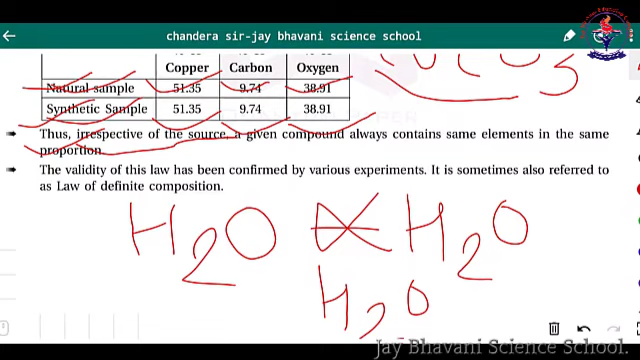 chandera sir-jay bhavani science school
Copper Carbon Oxygen
Natural sample 51.35 9.74 38.91
Synthetic Sample 51.35 9.74 38.91
Thus, irrespective of the source, a given compound always contains same elements in the same
proportion.
The validity of this law has been confirmed by various experiments. It is sometimes also referred to
as Law of definite composition.
H2O H2O
H2O
Jay Bhavani Science School.